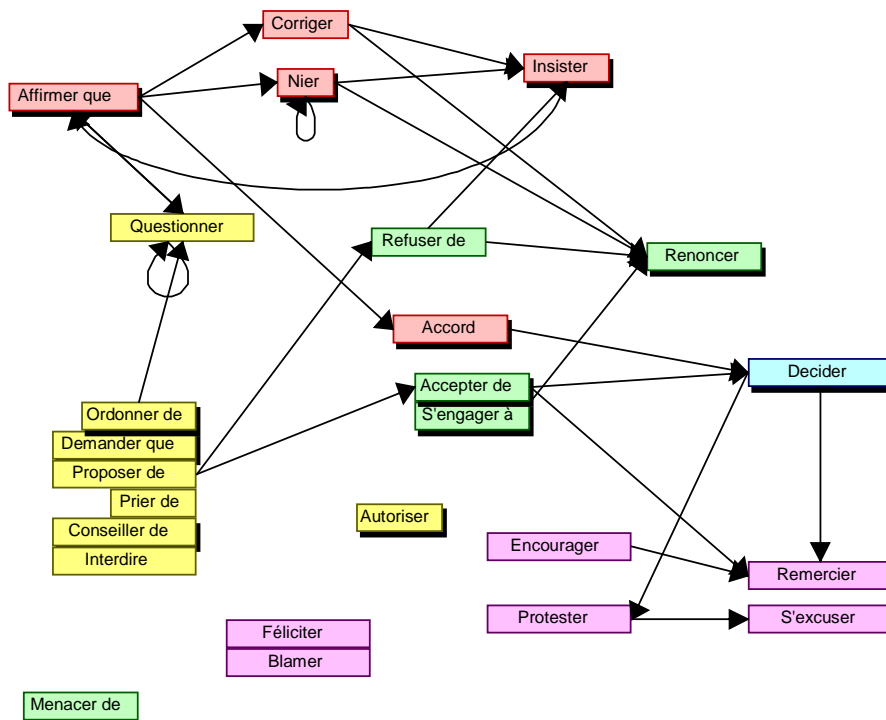 Corriger
Insister
Nier
Affirmer que
Questionner
Refuser de
Renoncer
Accord
Decider
Accepter de
S'engager à
Ordonner de
Demander que
Proposer de
Prier de
Conseiller de
Interdire
Autoriser
Encourager
Remercier
Protester
S'excuser
Féliciter
Blamer
Menacer de